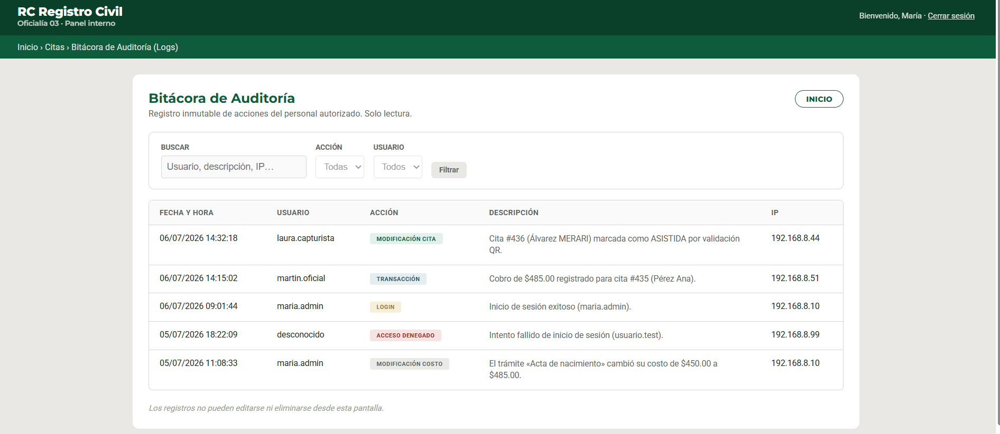 RC Registro Civil
Oficialía 03 · Panel interno
Bienvenido, María · Cerrar sesión
Inicio › Citas › Bitácora de Auditoría (Logs)
Bitácora de Auditoría
INICIO
Registro inmutable de acciones del personal autorizado. Solo lectura.
BUSCAR ACCIÓN USUARIO
Usuario, descripción, IP… Todas Todos Filtrar
FECHA Y HORA USUARIO ACCIÓN DESCRIPCIÓN IP
06/07/2026 14:32:18 laura.capturista MODIFICACIÓN CITA Cita #436 (Álvarez MERARI) marcada como ASISTIDA por validación 192.168.8.44
QR.
06/07/2026 14:15:02 martin.oficial TRANSACCIÓN Cobro de $485.00 registrado para cita #435 (Pérez Ana). 192.168.8.51
06/07/2026 09:01:44 maria.admin LOGIN Inicio de sesión exitoso (maria.admin). 192.168.8.10
05/07/2026 18:22:09 desconocido ACCESO DENEGADO Intento fallido de inicio de sesión (usuario.test). 192.168.8.99
05/07/2026 11:08:33 maria.admin MODIFICACIÓN COSTO El trámite «Acta de nacimiento» cambió su costo de $450.00 a 192.168.8.10
$485.00.
Los registros no pueden editarse ni eliminarse desde esta pantalla.